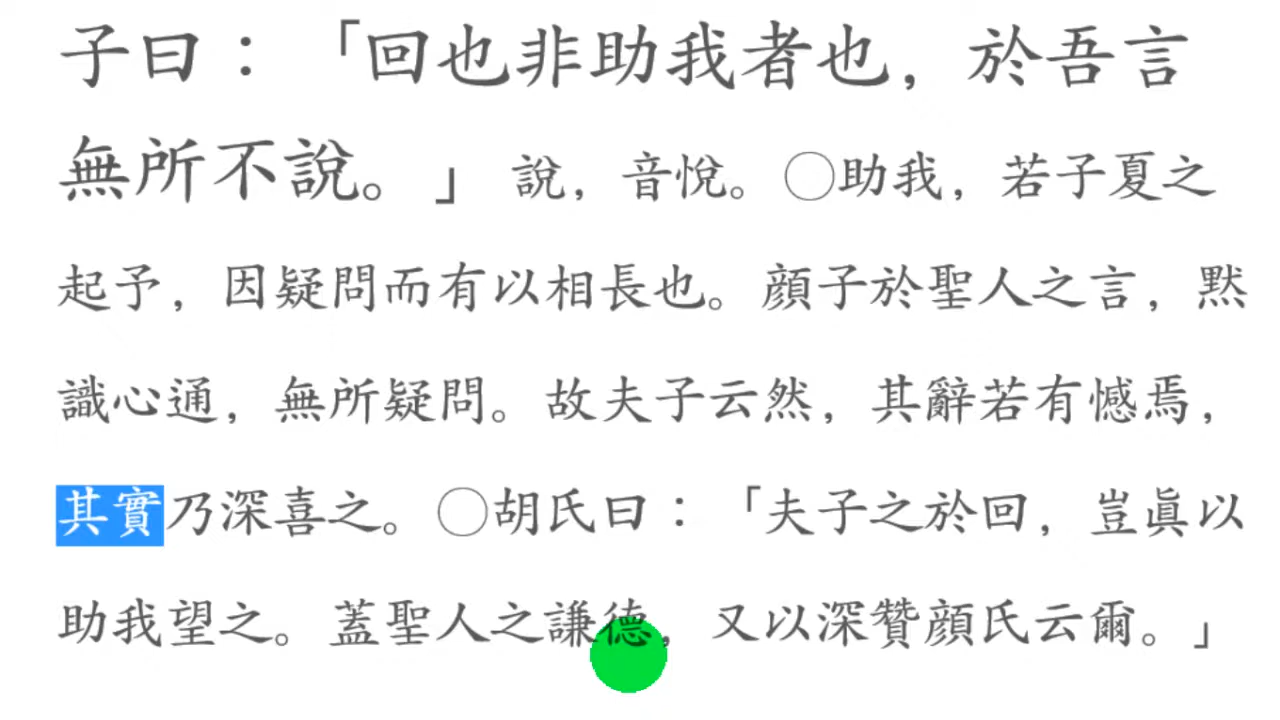 子曰：「回也非助我者也，於吾言
無所不說。」說，音悅。◯助我，若子夏之
起予，因疑問而有以相長也。顏子於聖人之言，默
識心通，無所疑問。故夫子云然，其辭若有憾焉，
其實乃深喜之。◯胡氏曰：「夫子之於回，豈眞以
助我望之。蓋聖人之謙德，又以深贊顏氏云爾。」